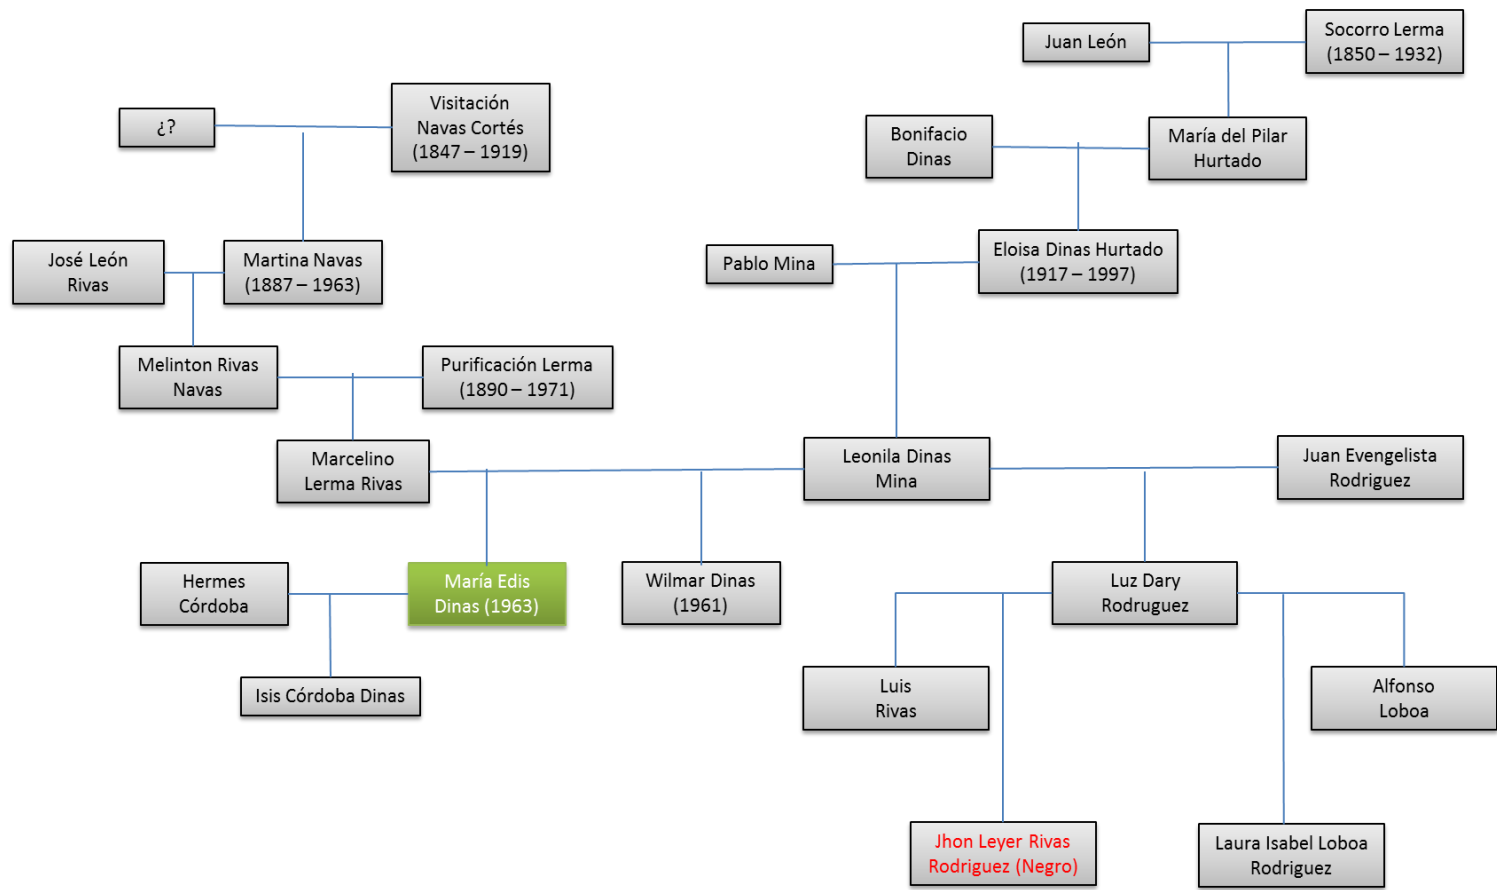 Juan León
Socorro Lerma
(1850 – 1932)
¿?
Visitación
Navas Cortés
(1847 – 1919)
Bonifacio
Dinas
María del Pilar
Hurtado
José León
Rivas
Martina Navas
(1887 – 1963)
Pablo Mina
Eloisa Dinas Hurtado
(1917 – 1997)
Melinton Rivas
Navas
Purificación Lerma
(1890 – 1971)
Marcelino
Lerma Rivas
Leonila Dinas
Mina
Juan Evengelista
Rodriguez
Hermes
Córdoba
María Edis
Dinas (1963)
Wilmar Dinas
(1961)
Luz Dary
Rodruguez
Isis Córdoba Dinas
Luis
Rivas
Alfonso
Loboa
Jhon Leyer Rivas
Rodriguez (Negro)
Laura Isabel Loboa
Rodriguez